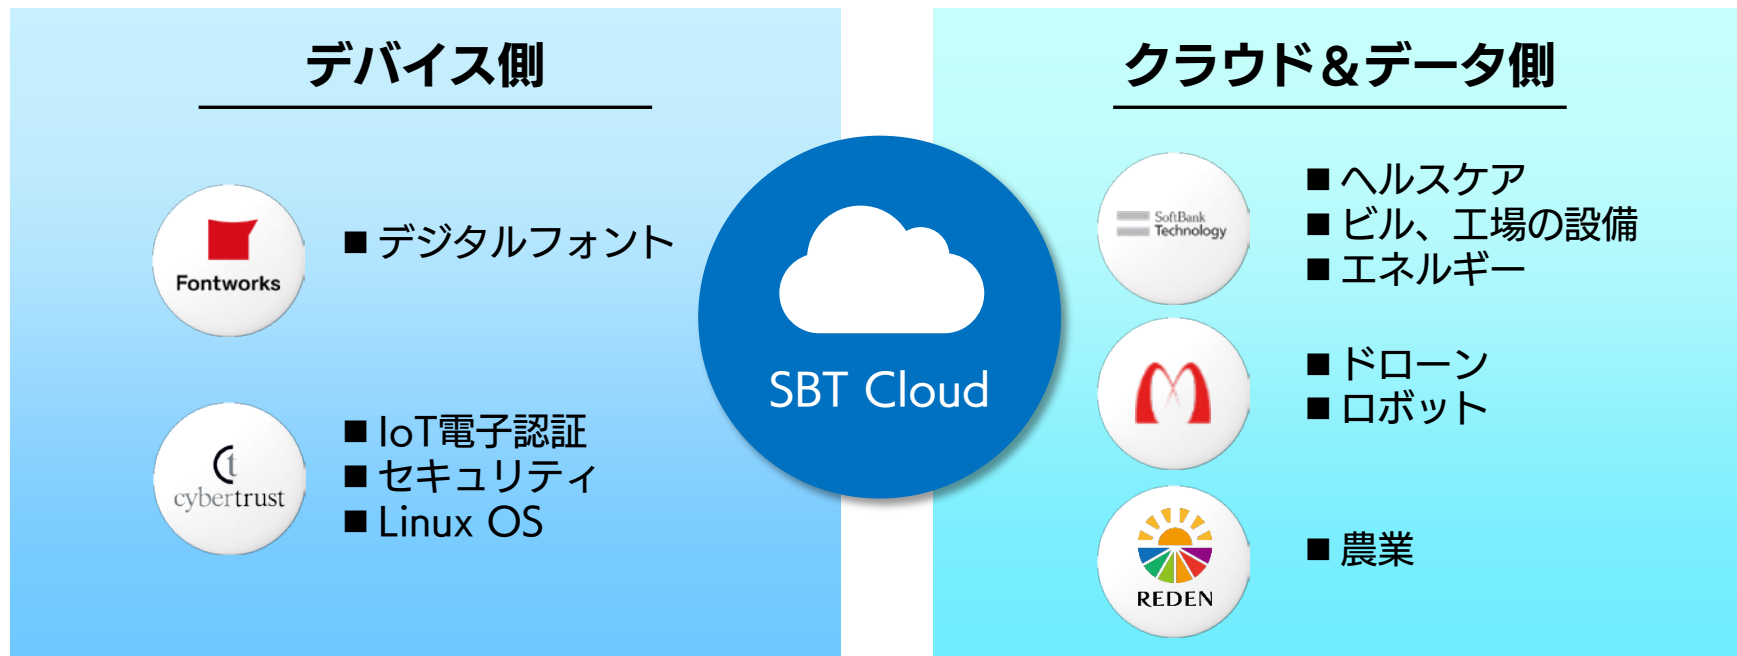 デバイス側
Fontworks
■ デジタルフォント
cybertrust
■ IoT電子認証
■ セキュリティ
■ Linux OS
SBT Cloud
クラウド＆データ側
SoftBank
Technology
■ ヘルスケア
■ ビル、工場の設備
■ エネルギー
■ ドローン
■ ロボット
REDEN
■ 農業